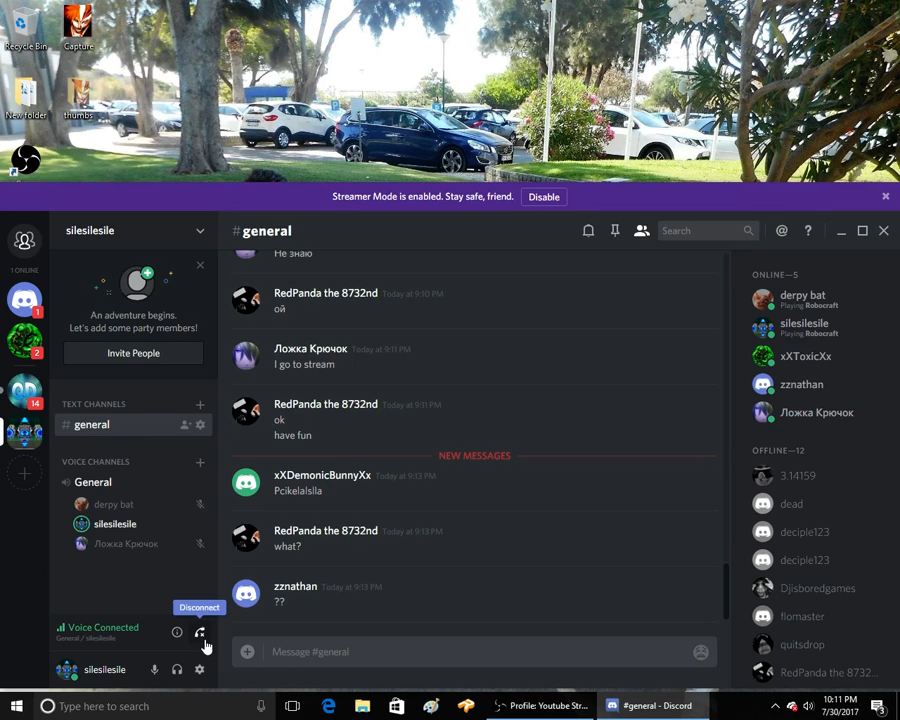 Recycle Bin
Capture
New folder
thumbs
Streamer Mode is enabled. Stay safe, friend.
Disable
silesilesile
#general
Search
1 ONLINE
An adventure begins.
Let's add some party members!
Invite People
1
2
14
TEXT CHANNELS
# general
VOICE CHANNELS
General
derpy bat
silesilesile
Ложка Крючок
Disconnect
Voice Connected
General / silesilesile
silesilesile
Не знаю
RedPanda the 8732nd Today at 9:10 PM
ой
Ложка Крючок Today at 9:11 PM
I go to stream
RedPanda the 8732nd Today at 9:11 PM
ok
have fun
NEW MESSAGES
xXDemonicBunnyXx Today at 9:13 PM
Pcikelalslla
RedPanda the 8732nd Today at 9:13 PM
what?
zznathan Today at 9:13 PM
??
Message #general
ONLINE—5
derpy bat
Playing Robocraft
silesilesile
Playing Robocraft
xXToxicXx
zznathan
Ложка Крючок
OFFLINE—12
3.14159
dead
deciple123
deciple123
Djisboredgames
flomaster
quitsdrop
RedPanda the 8732...
Type here to search
Profile: Youtube Str...
#general - Discord
10:11 PM
7/30/2017
3